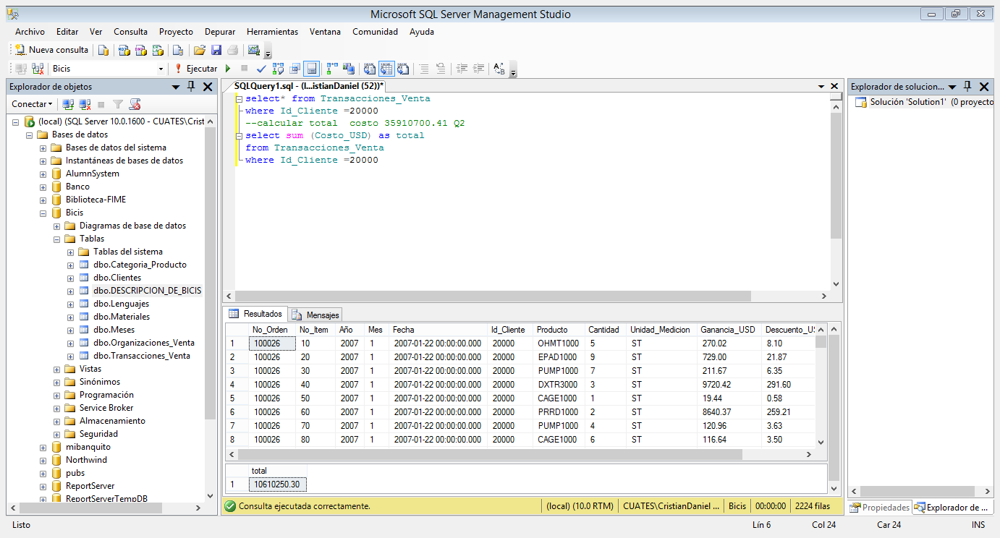 Microsoft SQL Server Management Studio
Archivo Editar Ver Consulta Proyecto Depurar Herramientas Ventana Comunidad Ayuda
Nueva consulta
Bicis Ejecutar
Explorador de objetos
Conectar
(local) (SQL Server 10.0.1600 - CUATES\Crist
Bases de datos
Bases de datos del sistema
Instantáneas de bases de datos
AlumnSystem
Banco
Biblioteca-FIME
Bicis
Diagramas de base de datos
Tablas
Tablas del sistema
dbo.Categoria_Producto
dbo.Clientes
dbo.DESCRIPCION_DE_BICIS
dbo.Lenguajes
dbo.Materiales
dbo.Meses
dbo.Organizaciones_Venta
dbo.Transacciones_Venta
Vistas
Sinónimos
Programación
Service Broker
Almacenamiento
Seguridad
mibanquito
Northwind
pubs
ReportServer
ReportServerTempDB
SQLQuery1.sql - (l...istianDaniel (52))*
select* from Transacciones_Venta
where Id_Cliente =20000
--calcular total  costo 35910700.41 Q2
select sum (Costo_USD) as total
from Transacciones_Venta
where Id_Cliente =20000
Resultados Mensajes
No_Orden No_Item Año Mes Fecha Id_Cliente Producto Cantidad Unidad_Medicion Ganancia_USD Descuento_US
1 100026 10 2007 1 2007-01-22 00:00:00.000 20000 OHMT1000 5 ST 270.02 8.10
2 100026 20 2007 1 2007-01-22 00:00:00.000 20000 EPAD1000 9 ST 729.00 21.87
3 100026 30 2007 1 2007-01-22 00:00:00.000 20000 PUMP1000 7 ST 211.67 6.35
4 100026 40 2007 1 2007-01-22 00:00:00.000 20000 DXTR3000 3 ST 9720.42 291.60
5 100026 50 2007 1 2007-01-22 00:00:00.000 20000 CAGE1000 1 ST 19.44 0.58
6 100026 60 2007 1 2007-01-22 00:00:00.000 20000 PRRD1000 2 ST 8640.37 259.21
7 100026 70 2007 1 2007-01-22 00:00:00.000 20000 PUMP1000 4 ST 120.96 3.63
8 100026 80 2007 1 2007-01-22 00:00:00.000 20000 CAGE1000 6 ST 116.64 3.50
total
1 10610250.30
Consulta ejecutada correctamente. (local) (10.0 RTM) CUATES\CristianDaniel ... Bicis 00:00:00 2224 filas
Explorador de solucion...
Solución 'Solution1' (0 proyecto
Propiedades Explorador de ...
Listo Lín 6 Col 24 Car 24 INS